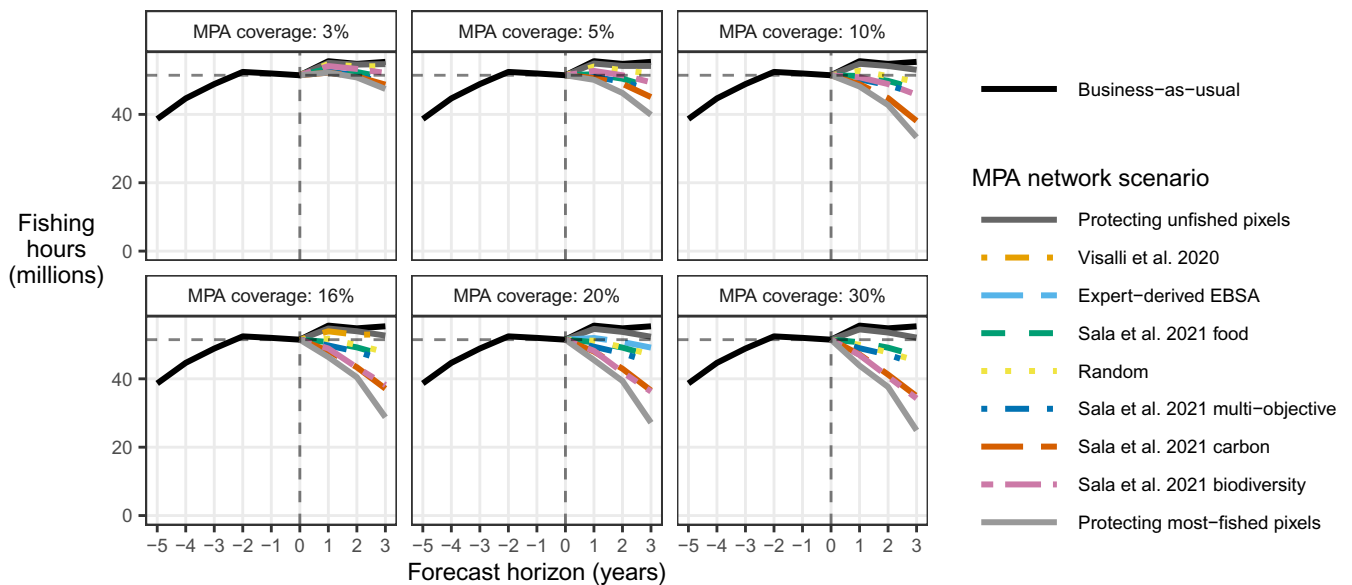 MPA coverage: 3%
MPA coverage: 5%
MPA coverage: 10%
40
20
0
Fishing
hours
(millions)
MPA coverage: 16%
MPA coverage: 20%
MPA coverage: 30%
40
20
0
−5 −4 −3 −2 −1 0 1 2 3
−5 −4 −3 −2 −1 0 1 2 3
−5 −4 −3 −2 −1 0 1 2 3
Forecast horizon (years)
Business−as−usual
MPA network scenario
Protecting unfished pixels
Visalli et al. 2020
Expert−derived EBSA
Sala et al. 2021 food
Random
Sala et al. 2021 multi−objective
Sala et al. 2021 carbon
Sala et al. 2021 biodiversity
Protecting most−fished pixels